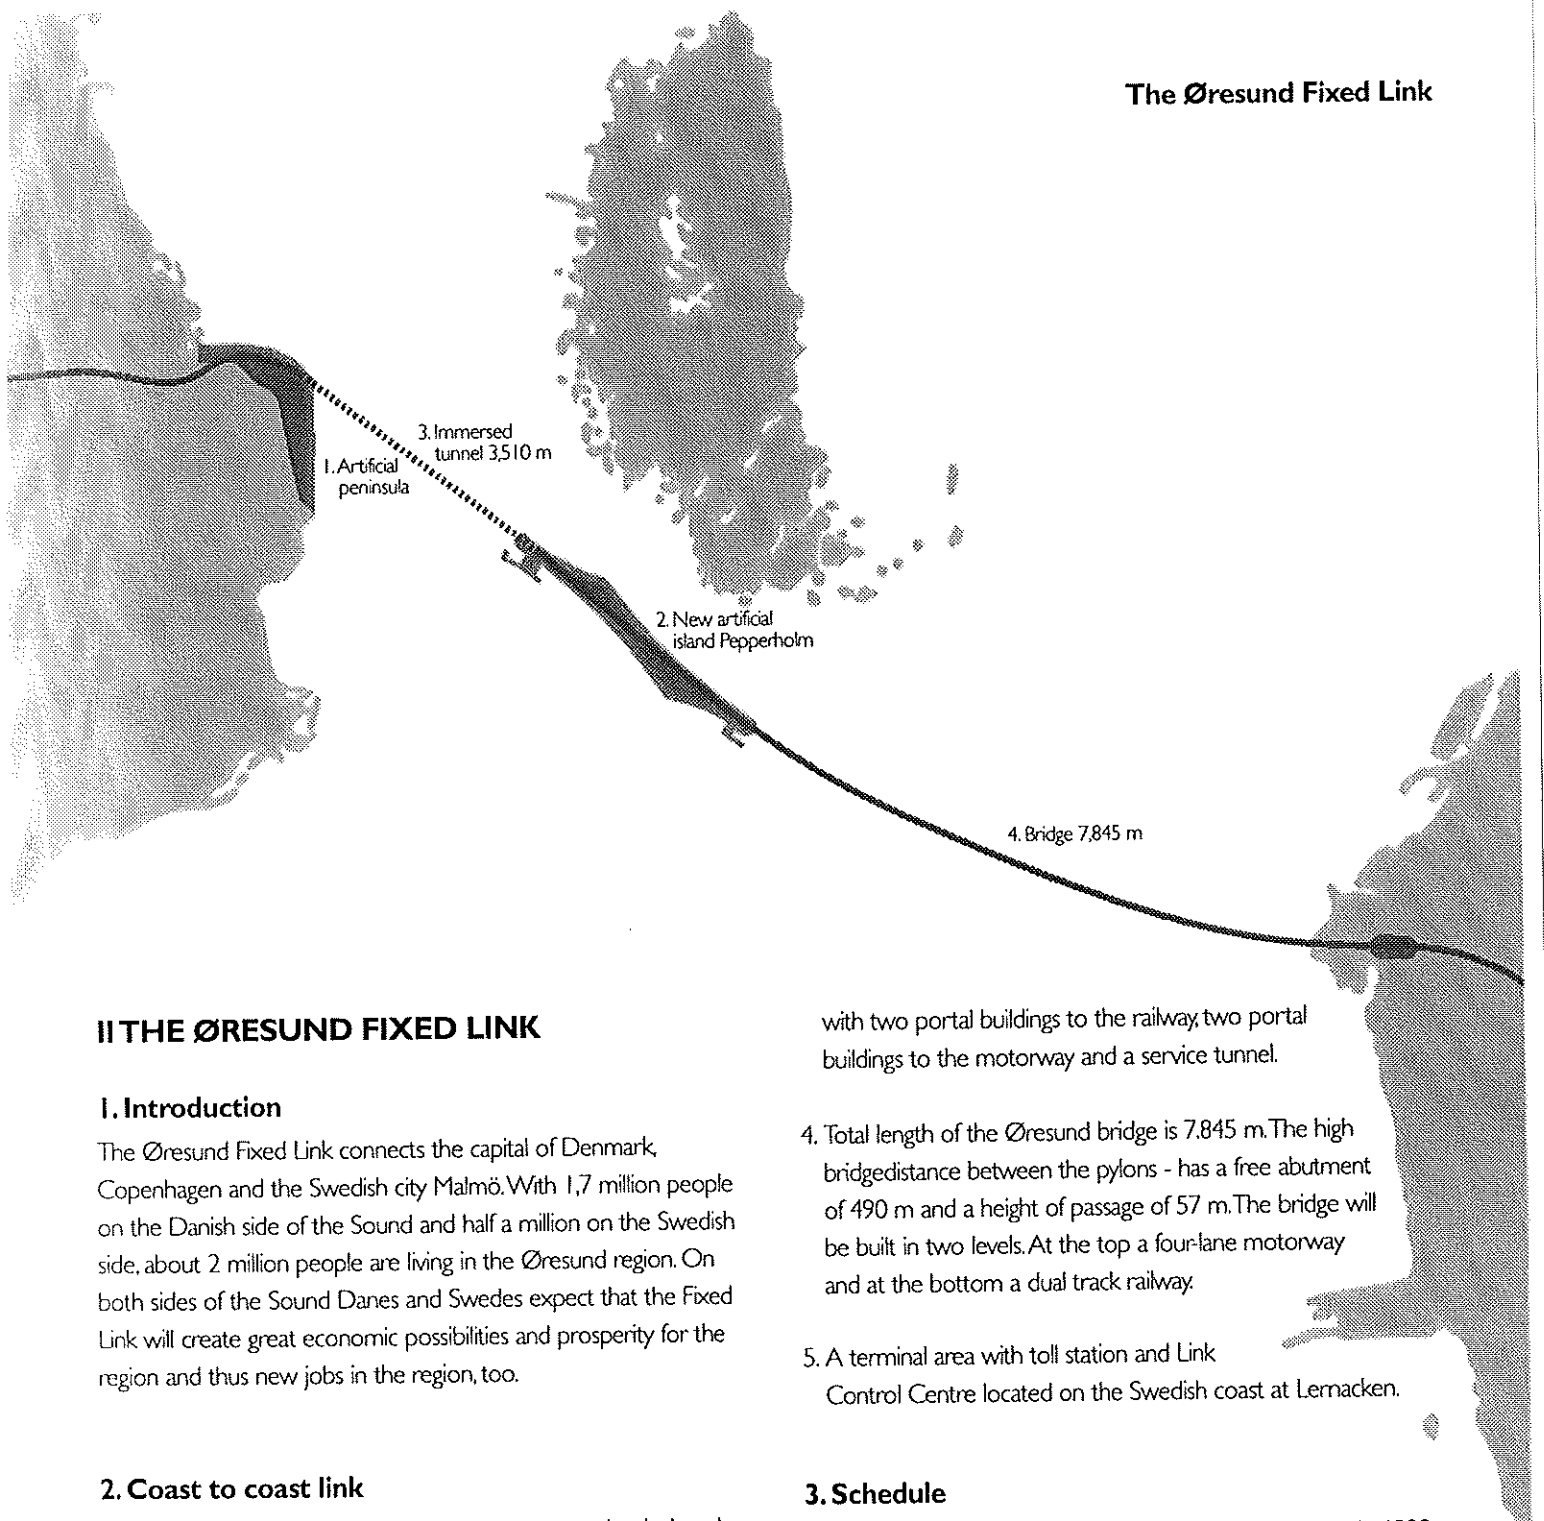 The Øresund Fixed Link
3. Immersed
tunnel 3,510 m
1. Artificial
peninsula
2. New artificial
island Pepperholm
4. Bridge 7,845 m
II THE ØRESUND FIXED LINK
1. Introduction
The Øresund Fixed Link connects the capital of Denmark,
Copenhagen and the Swedish city Malmö. With 1,7 million people
on the Danish side of the Sound and half a million on the Swedish
side, about 2 million people are living in the Øresund region. On
both sides of the Sound Danes and Swedes expect that the Fixed
Link will create great economic possibilities and prosperity for the
region and thus new jobs in the region, too.
2. Coast to coast link
with two portal buildings to the railway, two portal
buildings to the motorway and a service tunnel.
4. Total length of the Øresund bridge is 7.845 m. The high
bridgedistance between the pylons - has a free abutment
of 490 m and a height of passage of 57 m. The bridge will
be built in two levels. At the top a four-lane motorway
and at the bottom a dual track railway.
5. A terminal area with toll station and Link
Control Centre located on the Swedish coast at Lernacken.
3. Schedule